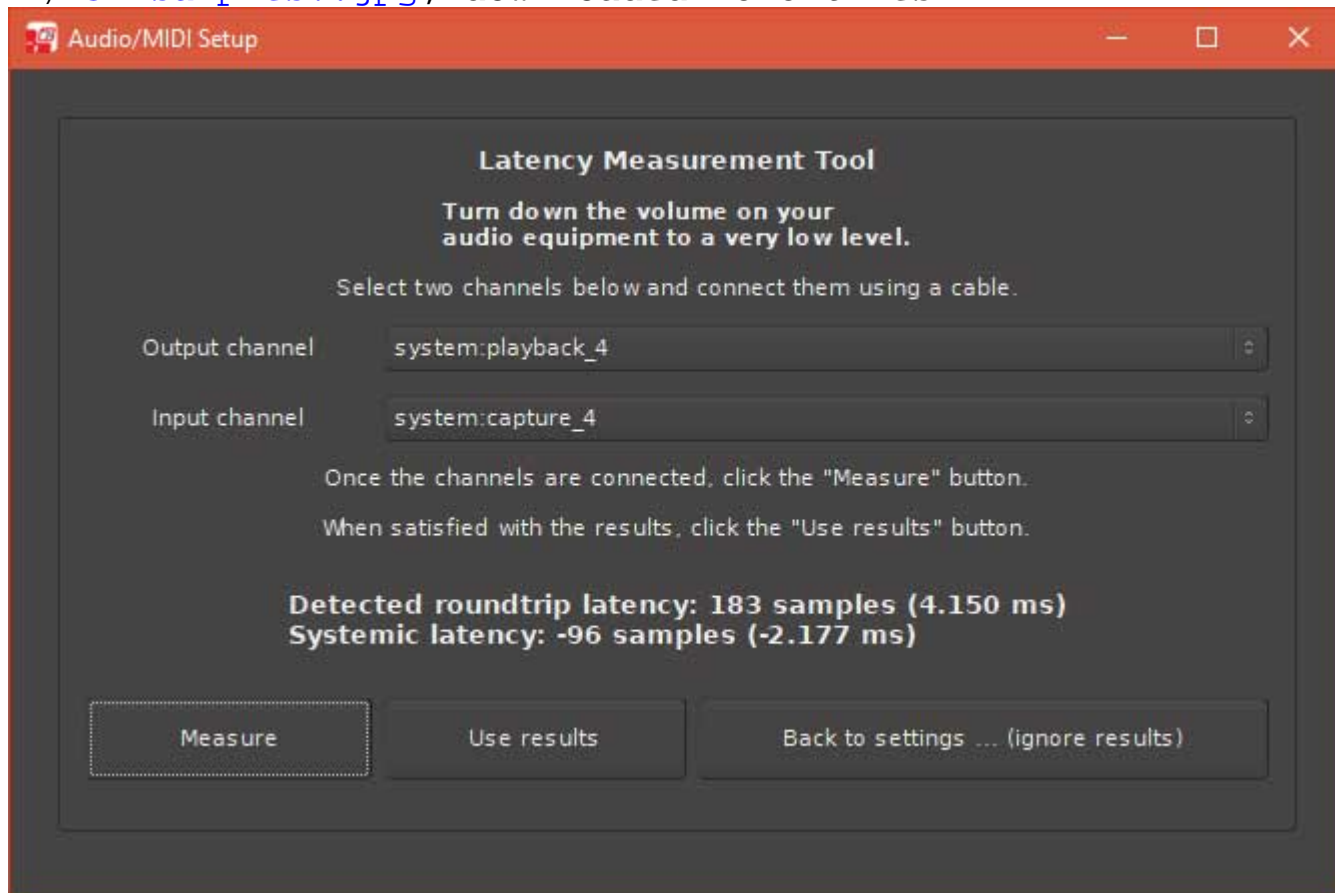 Audio/MIDI Setup
Latency Measurement Tool
Turn down the volume on your
audio equipment to a very low level.
Select two channels below and connect them using a cable.
Output channel system:playback_4
Input channel system:capture_4
Once the channels are connected, click the "Measure" button.
When satisfied with the results, click the "Use results" button.
Detected roundtrip latency: 183 samples (4.150 ms)
Systemic latency: -96 samples (-2.177 ms)
Measure Use results Back to settings ... (ignore results)